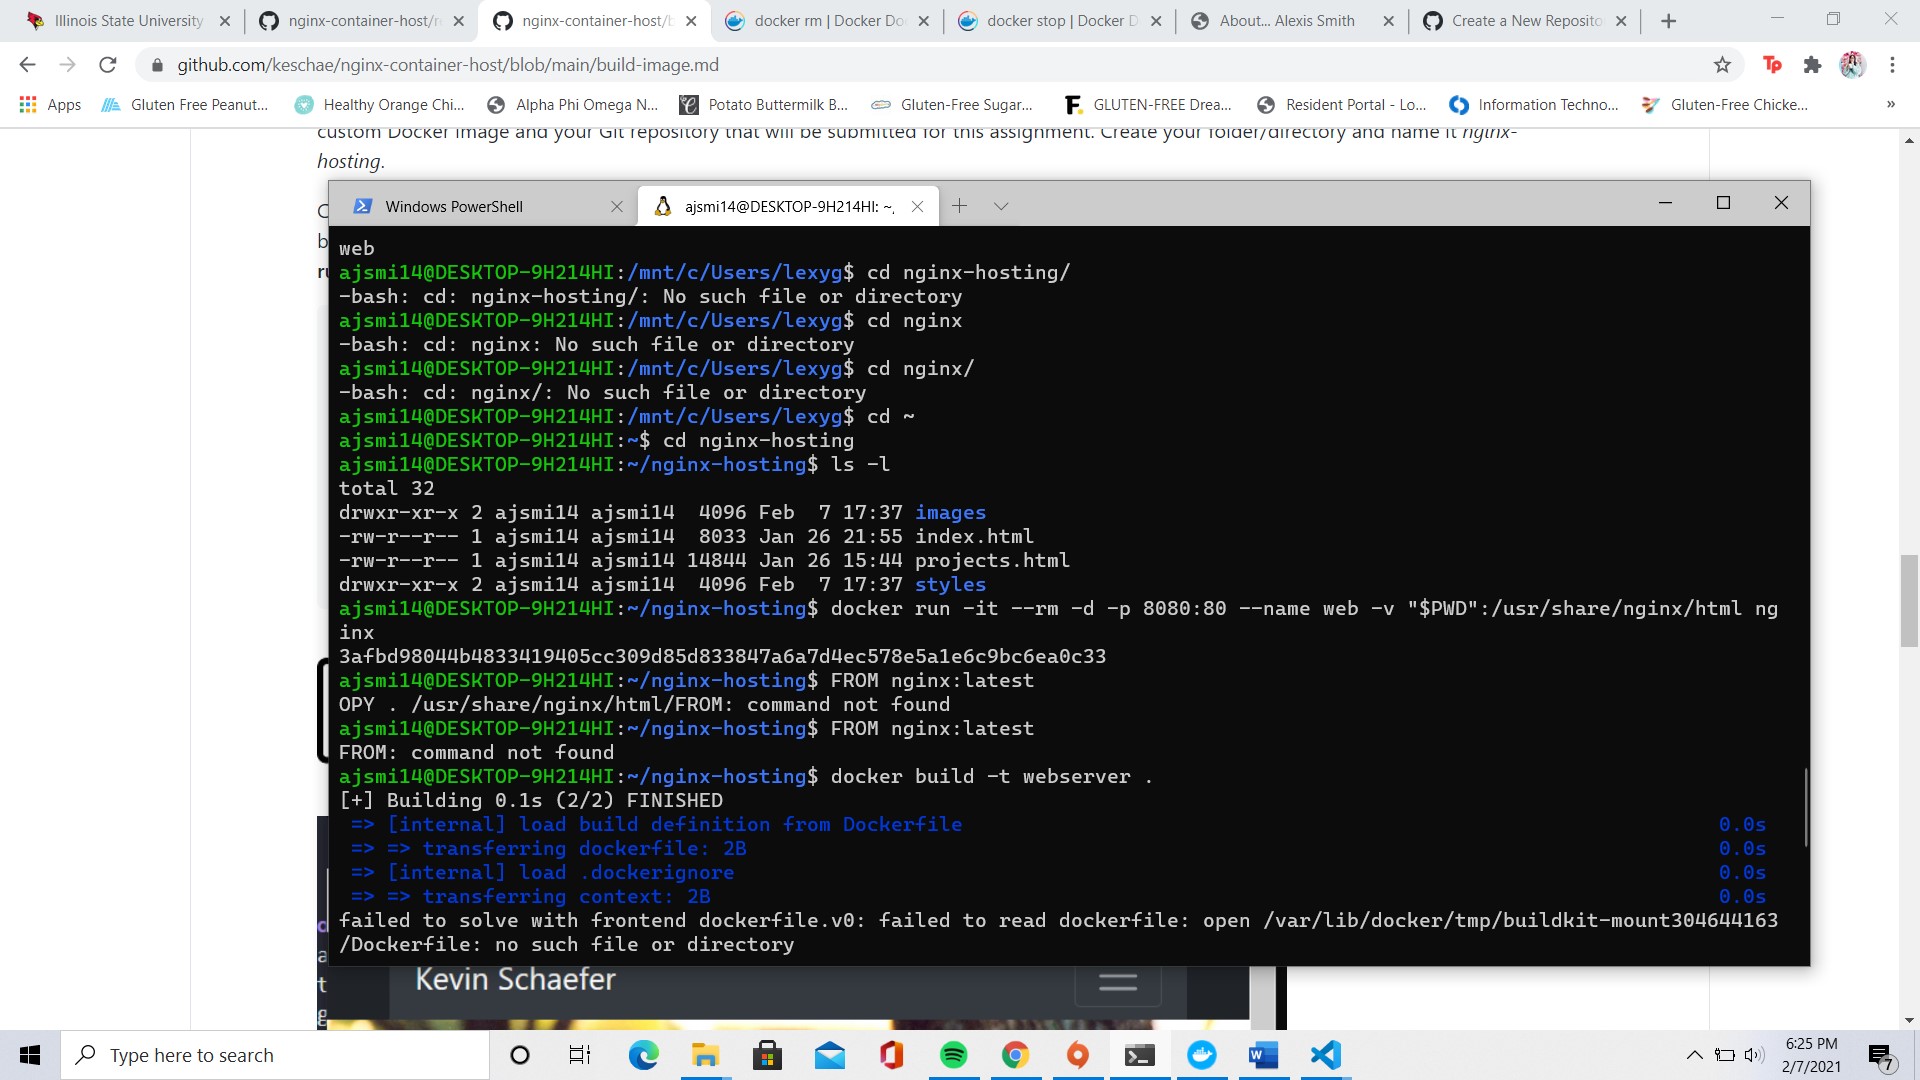 Illinois State University
nginx-container-host/re
nginx-container-host/b
docker rm | Docker Do
docker stop | Docker D
About... Alexis Smith
Create a New Reposito
github.com/keschae/nginx-container-host/blob/main/build-image.md
Apps
Gluten Free Peanut...
Healthy Orange Chi...
Alpha Phi Omega N...
Potato Buttermilk B...
Gluten-Free Sugar...
GLUTEN-FREE Drea...
Resident Portal - Lo...
Information Techno...
Gluten-Free Chicke...
»
custom Docker image and your Git repository that will be submitted for this assignment. Create your folder/directory and name it nginx-
hosting.
Windows PowerShell
ajsmi14@DESKTOP-9H214HI: ~,
web
ajsmi14@DESKTOP-9H214HI:/mnt/c/Users/lexyg$ cd nginx-hosting/
-bash: cd: nginx-hosting/: No such file or directory
ajsmi14@DESKTOP-9H214HI:/mnt/c/Users/lexyg$ cd nginx
-bash: cd: nginx: No such file or directory
ajsmi14@DESKTOP-9H214HI:/mnt/c/Users/lexyg$ cd nginx/
-bash: cd: nginx/: No such file or directory
ajsmi14@DESKTOP-9H214HI:/mnt/c/Users/lexyg$ cd ~
ajsmi14@DESKTOP-9H214HI:~$ cd nginx-hosting
ajsmi14@DESKTOP-9H214HI:~/nginx-hosting$ ls -l
total 32
drwxr-xr-x 2 ajsmi14 ajsmi14  4096 Feb  7 17:37 images
-rw-r--r-- 1 ajsmi14 ajsmi14  8033 Jan 26 21:55 index.html
-rw-r--r-- 1 ajsmi14 ajsmi14 14844 Jan 26 15:44 projects.html
drwxr-xr-x 2 ajsmi14 ajsmi14  4096 Feb  7 17:37 styles
ajsmi14@DESKTOP-9H214HI:~/nginx-hosting$ docker run -it --rm -d -p 8080:80 --name web -v "$PWD":/usr/share/nginx/html ng
inx
3afbd98044b4833419405cc309d85d833847a6a7d4ec578e5a1e6c9bc6ea0c33
ajsmi14@DESKTOP-9H214HI:~/nginx-hosting$ FROM nginx:latest
OPY . /usr/share/nginx/html/FROM: command not found
ajsmi14@DESKTOP-9H214HI:~/nginx-hosting$ FROM nginx:latest
FROM: command not found
ajsmi14@DESKTOP-9H214HI:~/nginx-hosting$ docker build -t webserver .
[+] Building 0.1s (2/2) FINISHED
=> [internal] load build definition from Dockerfile 0.0s
=> => transferring dockerfile: 2B 0.0s
=> [internal] load .dockerignore 0.0s
=> => transferring context: 2B 0.0s
failed to solve with frontend dockerfile.v0: failed to read dockerfile: open /var/lib/docker/tmp/buildkit-mount304644163
/Dockerfile: no such file or directory
Kevin Schaefer
Type here to search
6:25 PM
2/7/2021
7